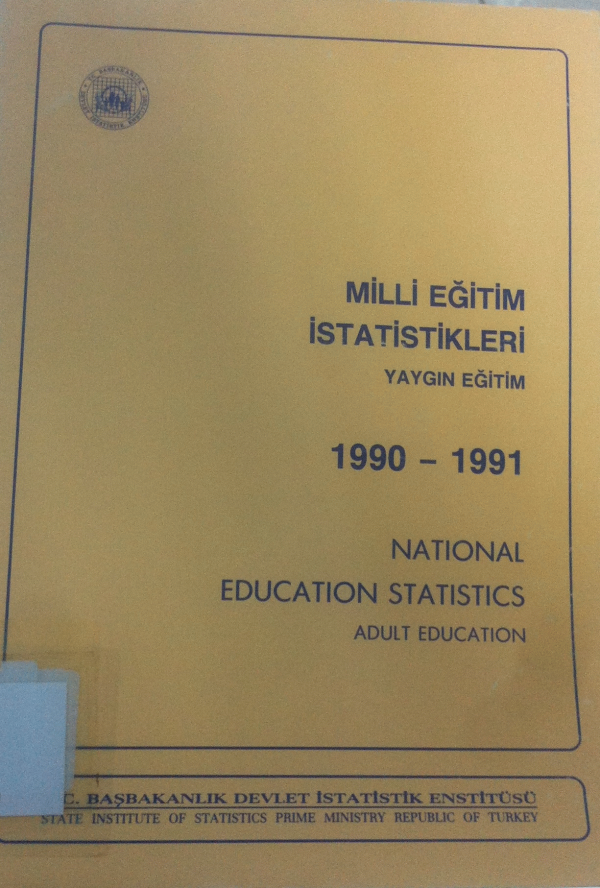 MİLLİ EĞİTİM
İSTATİSTİKLERİ
YAYGIN EĞİTİM
1990 – 1991
NATIONAL
EDUCATION STATISTICS
ADULT EDUCATION
C. BAŞBAKANLIK DEVLET İSTATİSTİK ENSTİTÜSÜ
STATE INSTITUTE OF STATISTICS PRIME MINISTRY REPUBLIC OF TURKEY